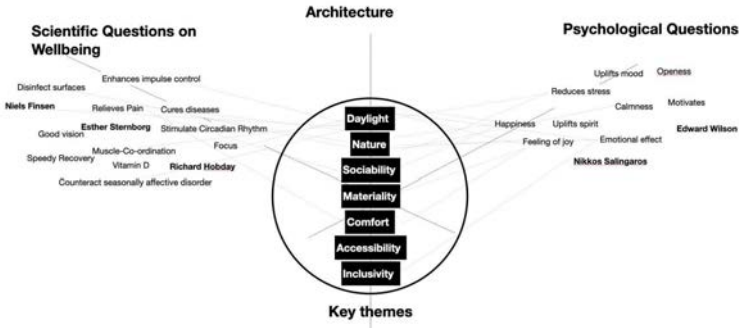 Architecture
Scientific Questions on
Wellbeing
Psychological Questions
Enhances impulse control
Disinfect surfaces
Niels Finsen
Relieves Pain
Cures diseases
Esther Sternborg
Stimulate Circadian Rhythm
Good vision
Focus
Muscle-Co-ordination
Speedy Recovery
Vitamin D
Richard Hobday
Counteract seasonally affective disorder
Daylight
Nature
Sociability
Materiality
Comfort
Accessibility
Inclusivity
Uplifts mood
Openess
Reduces stress
Calmness
Motivates
Happiness
Uplifts spirit
Edward Wilson
Feeling of joy
Emotional effect
Nikkos Salingaros
Key themes